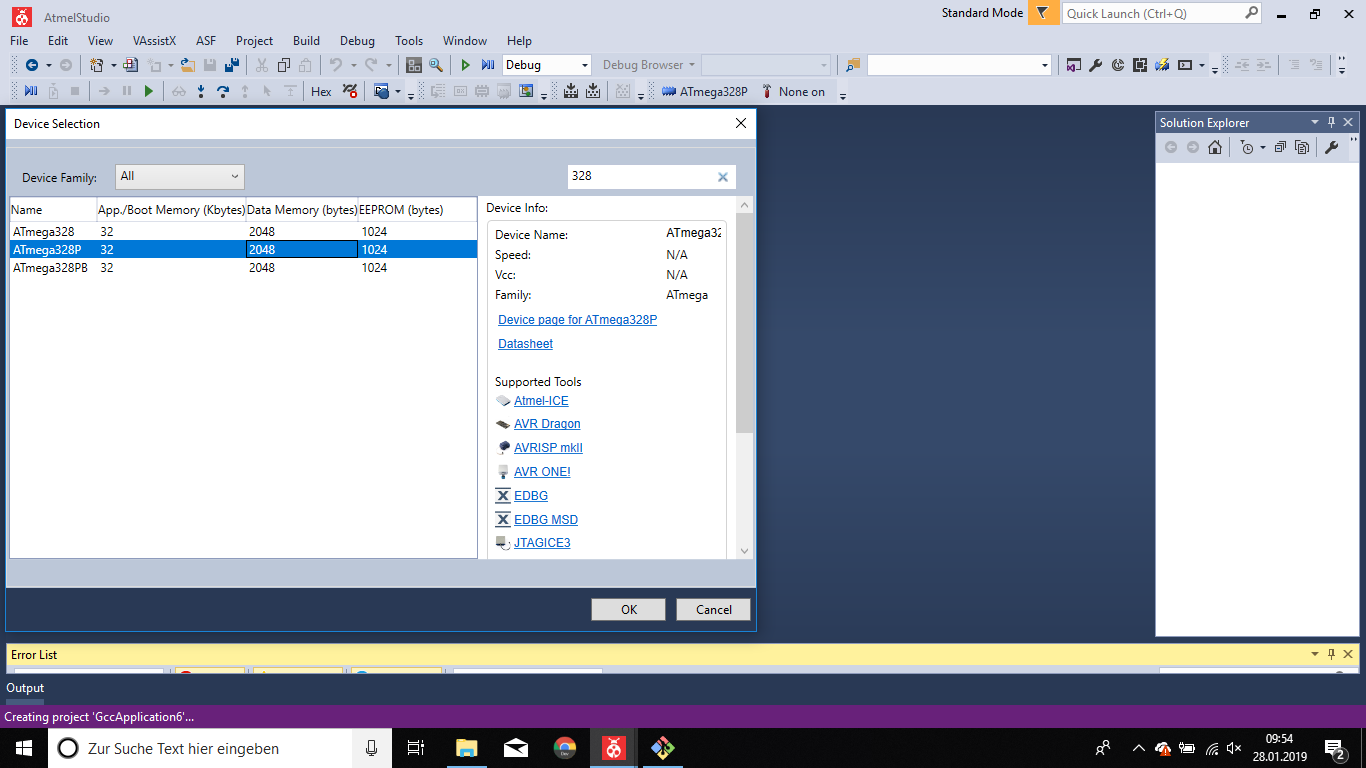 AtmelStudio
Standard Mode
Quick Launch (Ctrl+Q)
File Edit View VAssistX ASF Project Build Debug Tools Window Help
Debug Debug Browser
Hex ATmega328P None on
Device Selection
Solution Explorer
Device Family: All 328
Name App./Boot Memory (Kbytes) Data Memory (bytes) EEPROM (bytes)
ATmega328 32 2048 1024
ATmega328P 32 2048 1024
ATmega328PB 32 2048 1024
Device Info:
Device Name: ATmega32
Speed: N/A
Vcc: N/A
Family: ATmega
Device page for ATmega328P
Datasheet
Supported Tools
Atmel-ICE
AVR Dragon
AVRISP mkII
AVR ONE!
EDBG
EDBG MSD
JTAGICE3
OK Cancel
Error List
Output
Creating project 'GccApplication6'...
Zur Suche Text hier eingeben
09:54
28.01.2019
2